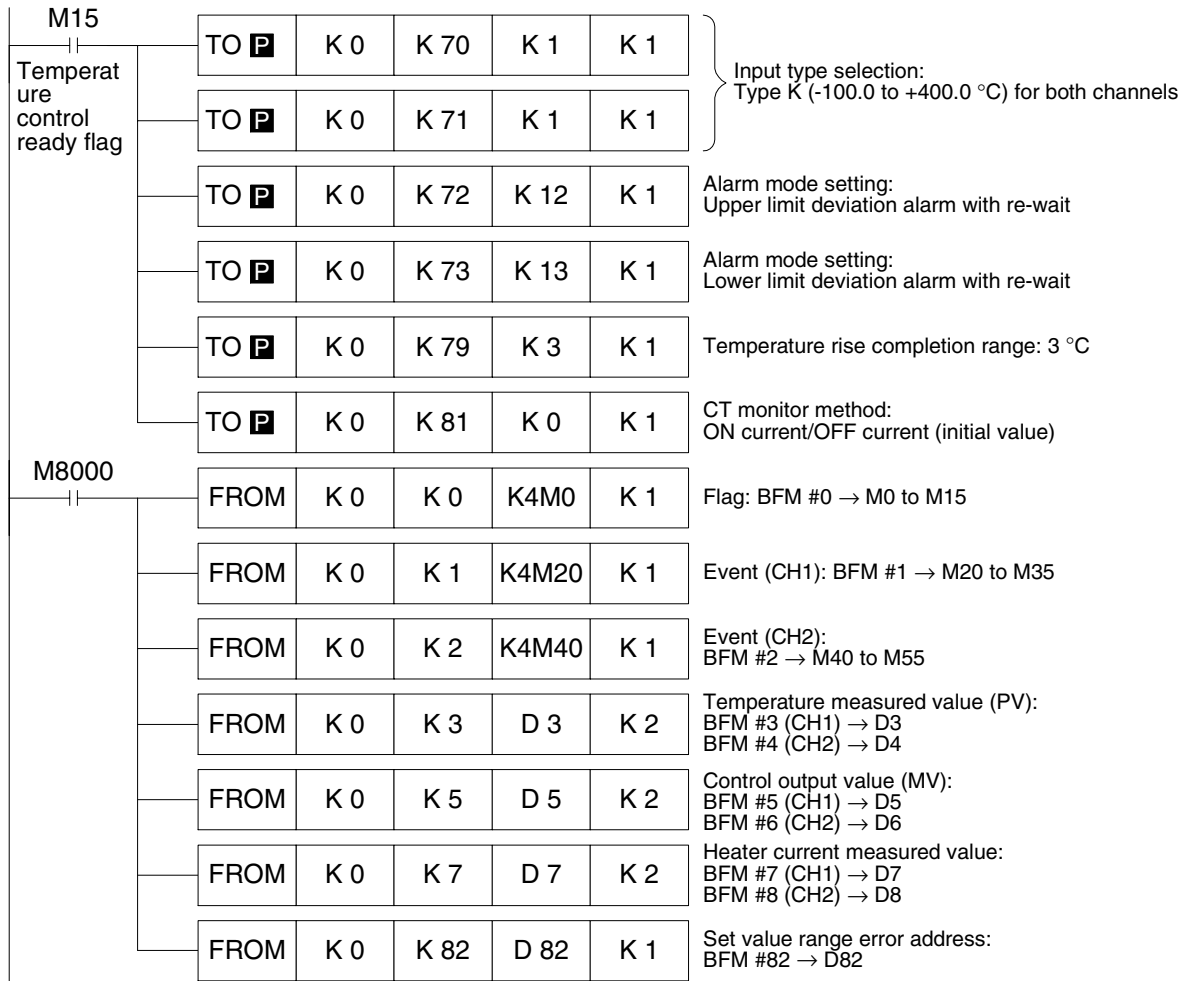 M15
Temperat
ure
control
ready flag
TO P K 0 K 70 K 1 K 1
TO P K 0 K 71 K 1 K 1
Input type selection:
Type K (-100.0 to +400.0 °C) for both channels
TO P K 0 K 72 K 12 K 1
Alarm mode setting:
Upper limit deviation alarm with re-wait
TO P K 0 K 73 K 13 K 1
Alarm mode setting:
Lower limit deviation alarm with re-wait
TO P K 0 K 79 K 3 K 1
Temperature rise completion range: 3 °C
TO P K 0 K 81 K 0 K 1
CT monitor method:
ON current/OFF current (initial value)
M8000
FROM K 0 K 0 K4M0 K 1
Flag: BFM #0 → M0 to M15
FROM K 0 K 1 K4M20 K 1
Event (CH1): BFM #1 → M20 to M35
FROM K 0 K 2 K4M40 K 1
Event (CH2):
BFM #2 → M40 to M55
FROM K 0 K 3 D 3 K 2
Temperature measured value (PV):
BFM #3 (CH1) → D3
BFM #4 (CH2) → D4
FROM K 0 K 5 D 5 K 2
Control output value (MV):
BFM #5 (CH1) → D5
BFM #6 (CH2) → D6
FROM K 0 K 7 D 7 K 2
Heater current measured value:
BFM #7 (CH1) → D7
BFM #8 (CH2) → D8
FROM K 0 K 82 D 82 K 1
Set value range error address:
BFM #82 → D82